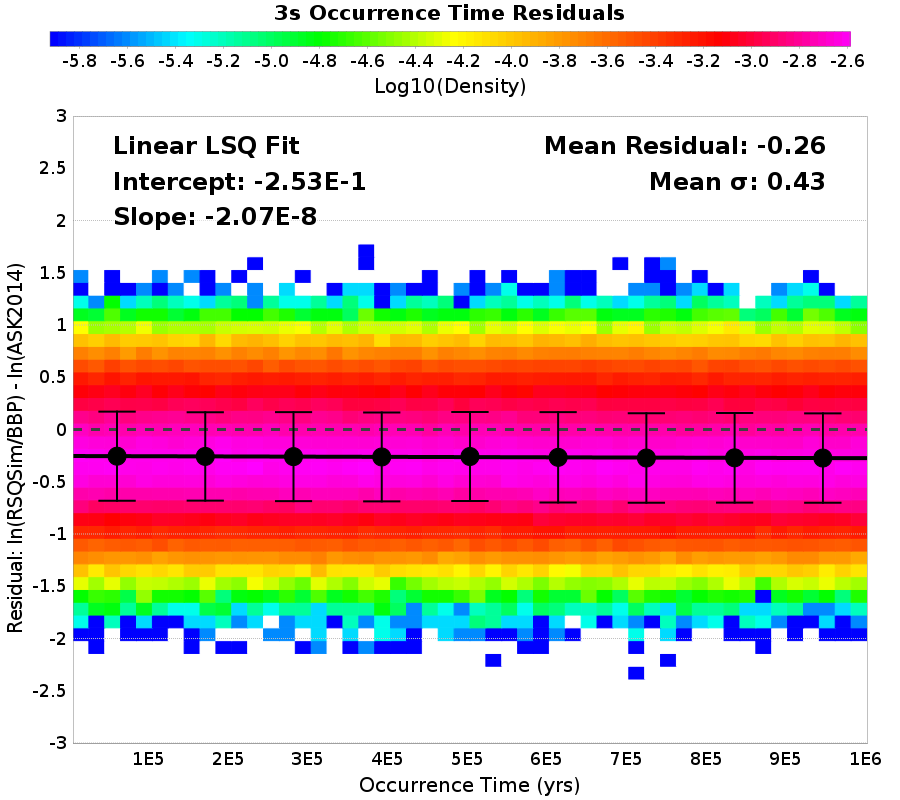 3s Occurrence Time Residuals
-5.8 -5.6 -5.4 -5.2 -5.0 -4.8 -4.6 -4.4 -4.2 -4.0 -3.8 -3.6 -3.4 -3.2 -3.0 -2.8 -2.6
Log10(Density)
Linear LSQ Fit
Intercept: -2.53E-1
Slope: -2.07E-8
Mean Residual: -0.26
Mean σ: 0.43
Residual: ln(RSQSim/BBP) - ln(ASK2014)
3
2.5
2
1.5
1
0.5
0
-0.5
-1
-1.5
-2
-2.5
-3
1E5 2E5 3E5 4E5 5E5 6E5 7E5 8E5 9E5 1E6
Occurrence Time (yrs)